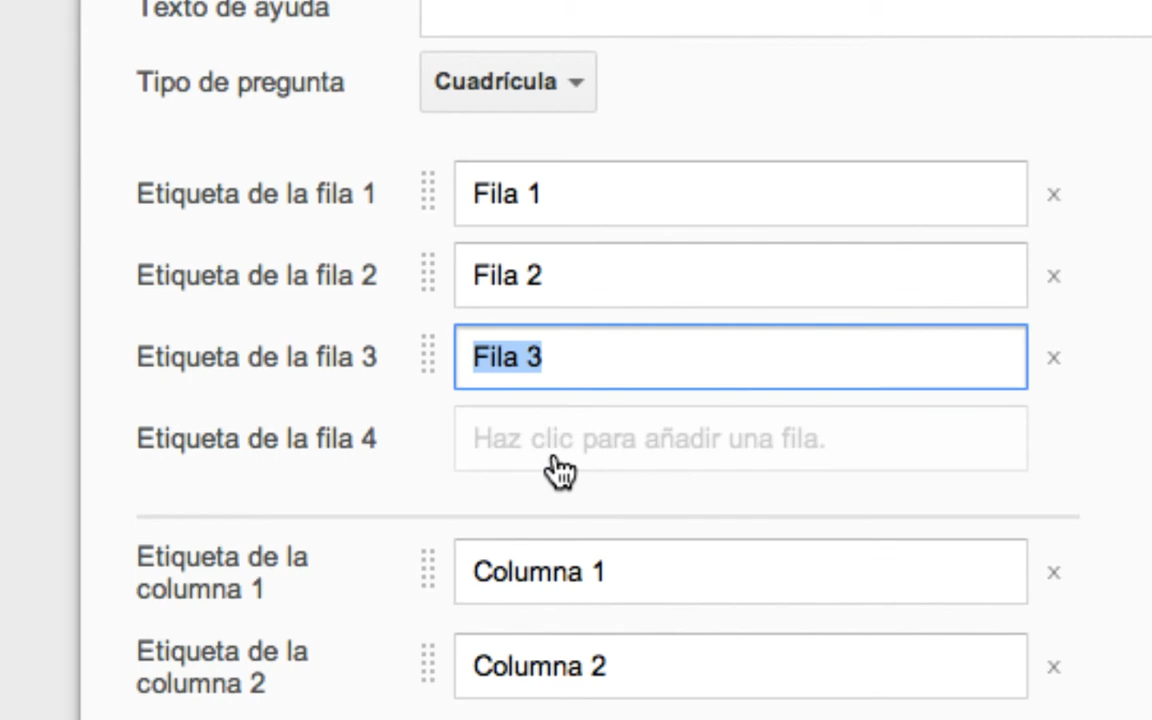 Texto de ayuda
Tipo de pregunta Cuadrícula
Etiqueta de la fila 1 Fila 1 x
Etiqueta de la fila 2 Fila 2 x
Etiqueta de la fila 3 Fila 3 x
Etiqueta de la fila 4 Haz clic para añadir una fila.
Etiqueta de la
columna 1 Columna 1 x
Etiqueta de la
columna 2 Columna 2 x